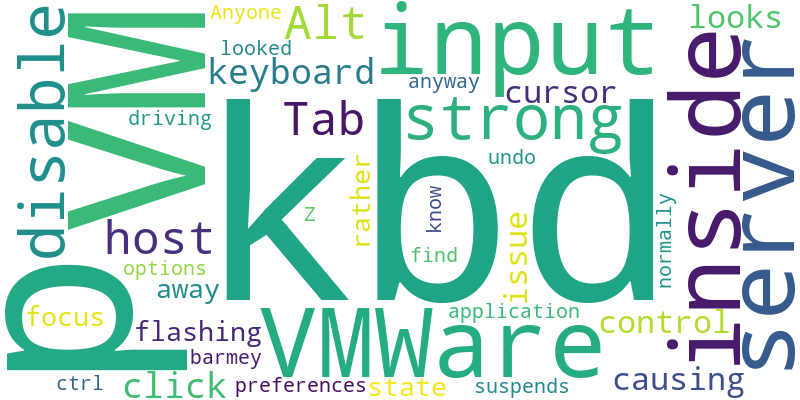 Anyone
Alt
input
looks
disable
VM
looked
keyboard
anyway
cursor
inside
server
driving
Tab
strong
kbd
undo
rather
know
normally
Z
host
find
issue
options
away
p
focus
application
control
flashing
VMWare
barmey
ctrl
click
preferences
state
suspends
causing